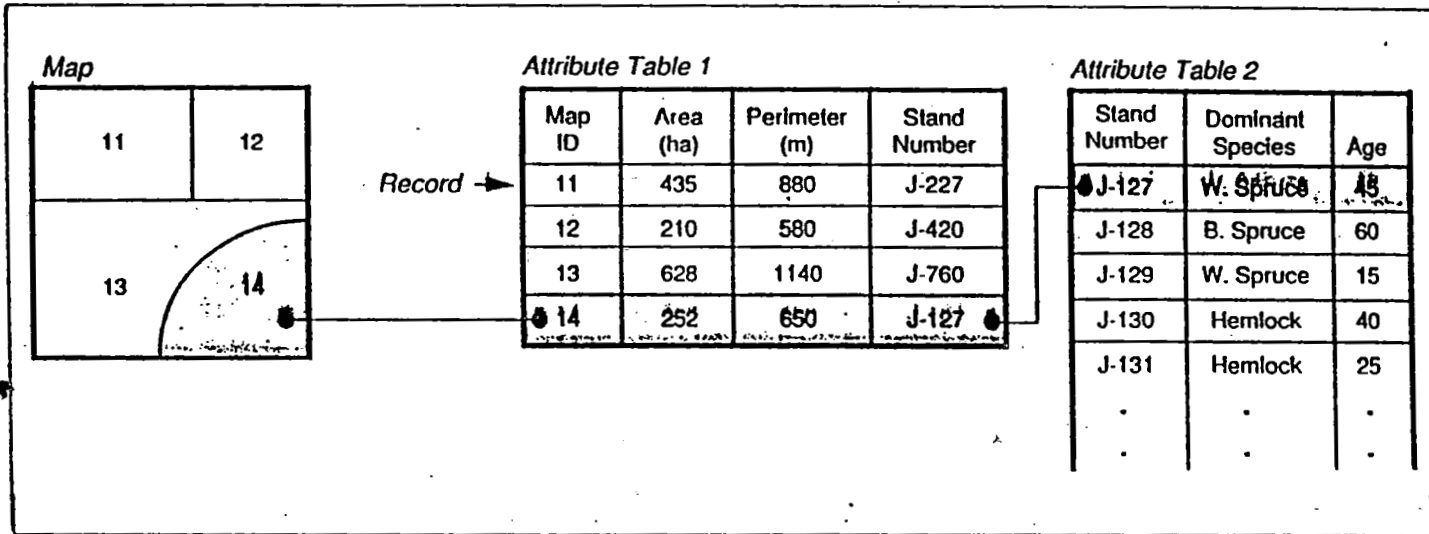 Map
11 12
13 14
Record
Attribute Table 1
Map ID Area (ha) Perimeter (m) Stand Number
11 435 880 J-227
12 210 580 J-420
13 628 1140 J-760
14 252 650 J-127
Attribute Table 2
Stand Number Dominant Species Age
J-127 W. Spruce 45
J-128 B. Spruce 60
J-129 W. Spruce 15
J-130 Hemlock 40
J-131 Hemlock 25
. . .
. . .